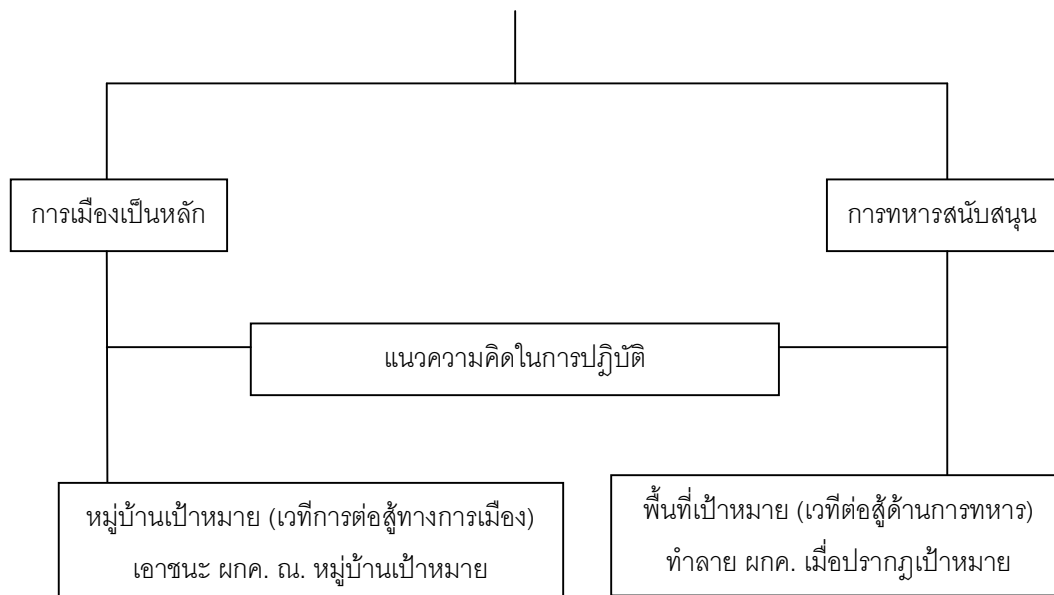 การเมืองเป็นหลัก
การทหารสนับสนุน
แนวความคิดในการปฏิบัติ
หมู่บ้านเป้าหมาย (เวทีการต่อสู้ทางการเมือง)
เอาชนะ ผกค. ณ. หมู่บ้านเป้าหมาย
พื้นที่เป้าหมาย (เวทีต่อสู้ด้านการทหาร)
ทำลาย ผกค. เมื่อปรากฏเป้าหมาย